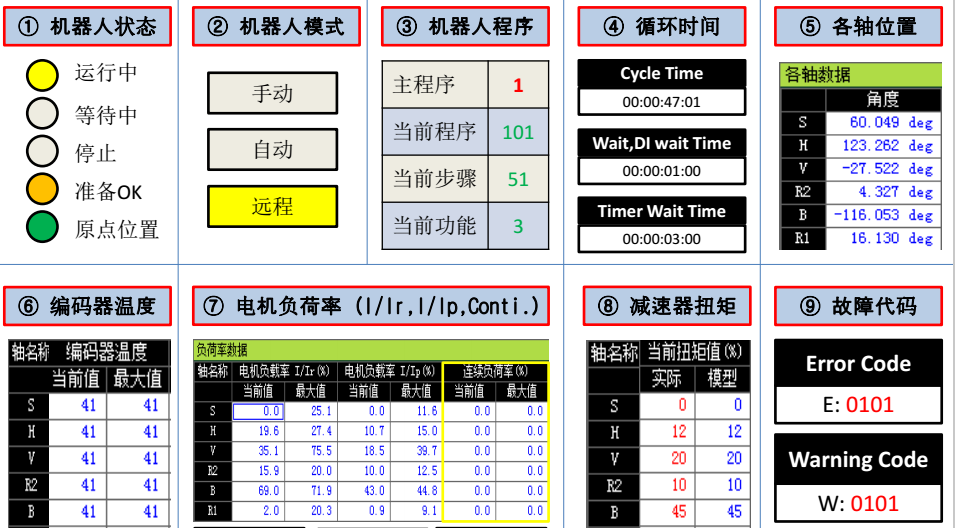 ① 机器人状态
运行中
等待中
停止
准备OK
原点位置
② 机器人模式
手动
自动
远程
③ 机器人程序
主程序 1
当前程序 101
当前步骤 51
当前功能 3
④ 循环时间
Cycle Time
00:00:47:01
Wait,DI wait Time
00:00:01:00
Timer Wait Time
00:00:03:00
⑤ 各轴位置
各轴数据
角度
S 60.049 deg
H 123.262 deg
V -27.522 deg
R2 4.327 deg
B -116.053 deg
R1 16.130 deg
⑥ 编码器温度
轴名称 编码器温度
当前值 最大值
S 41 41
H 41 41
V 41 41
R2 41 41
B 41 41
⑦ 电机负荷率 (I/Ir,I/Ip,Conti.)
负荷率数据
轴名称 电机负载率 I/Ir(%) 电机负载率 I/Ip(%) 连续负荷率(%)
当前值 最大值 当前值 最大值 当前值 最大值
S 0.0 25.1 0.0 11.6 0.0 0.0
H 19.6 27.4 10.7 15.0 0.0 0.0
V 35.1 75.5 18.5 39.7 0.0 0.0
R2 15.9 20.0 10.0 12.5 0.0 0.0
B 69.0 71.9 43.0 44.8 0.0 0.0
R1 2.0 20.3 0.9 9.1 0.0 0.0
⑧ 减速器扭矩
轴名称 当前扭矩值(%)
实际 模型
S 0 0
H 12 12
V 20 20
R2 10 10
B 45 45
⑨ 故障代码
Error Code
E: 0101
Warning Code
W: 0101